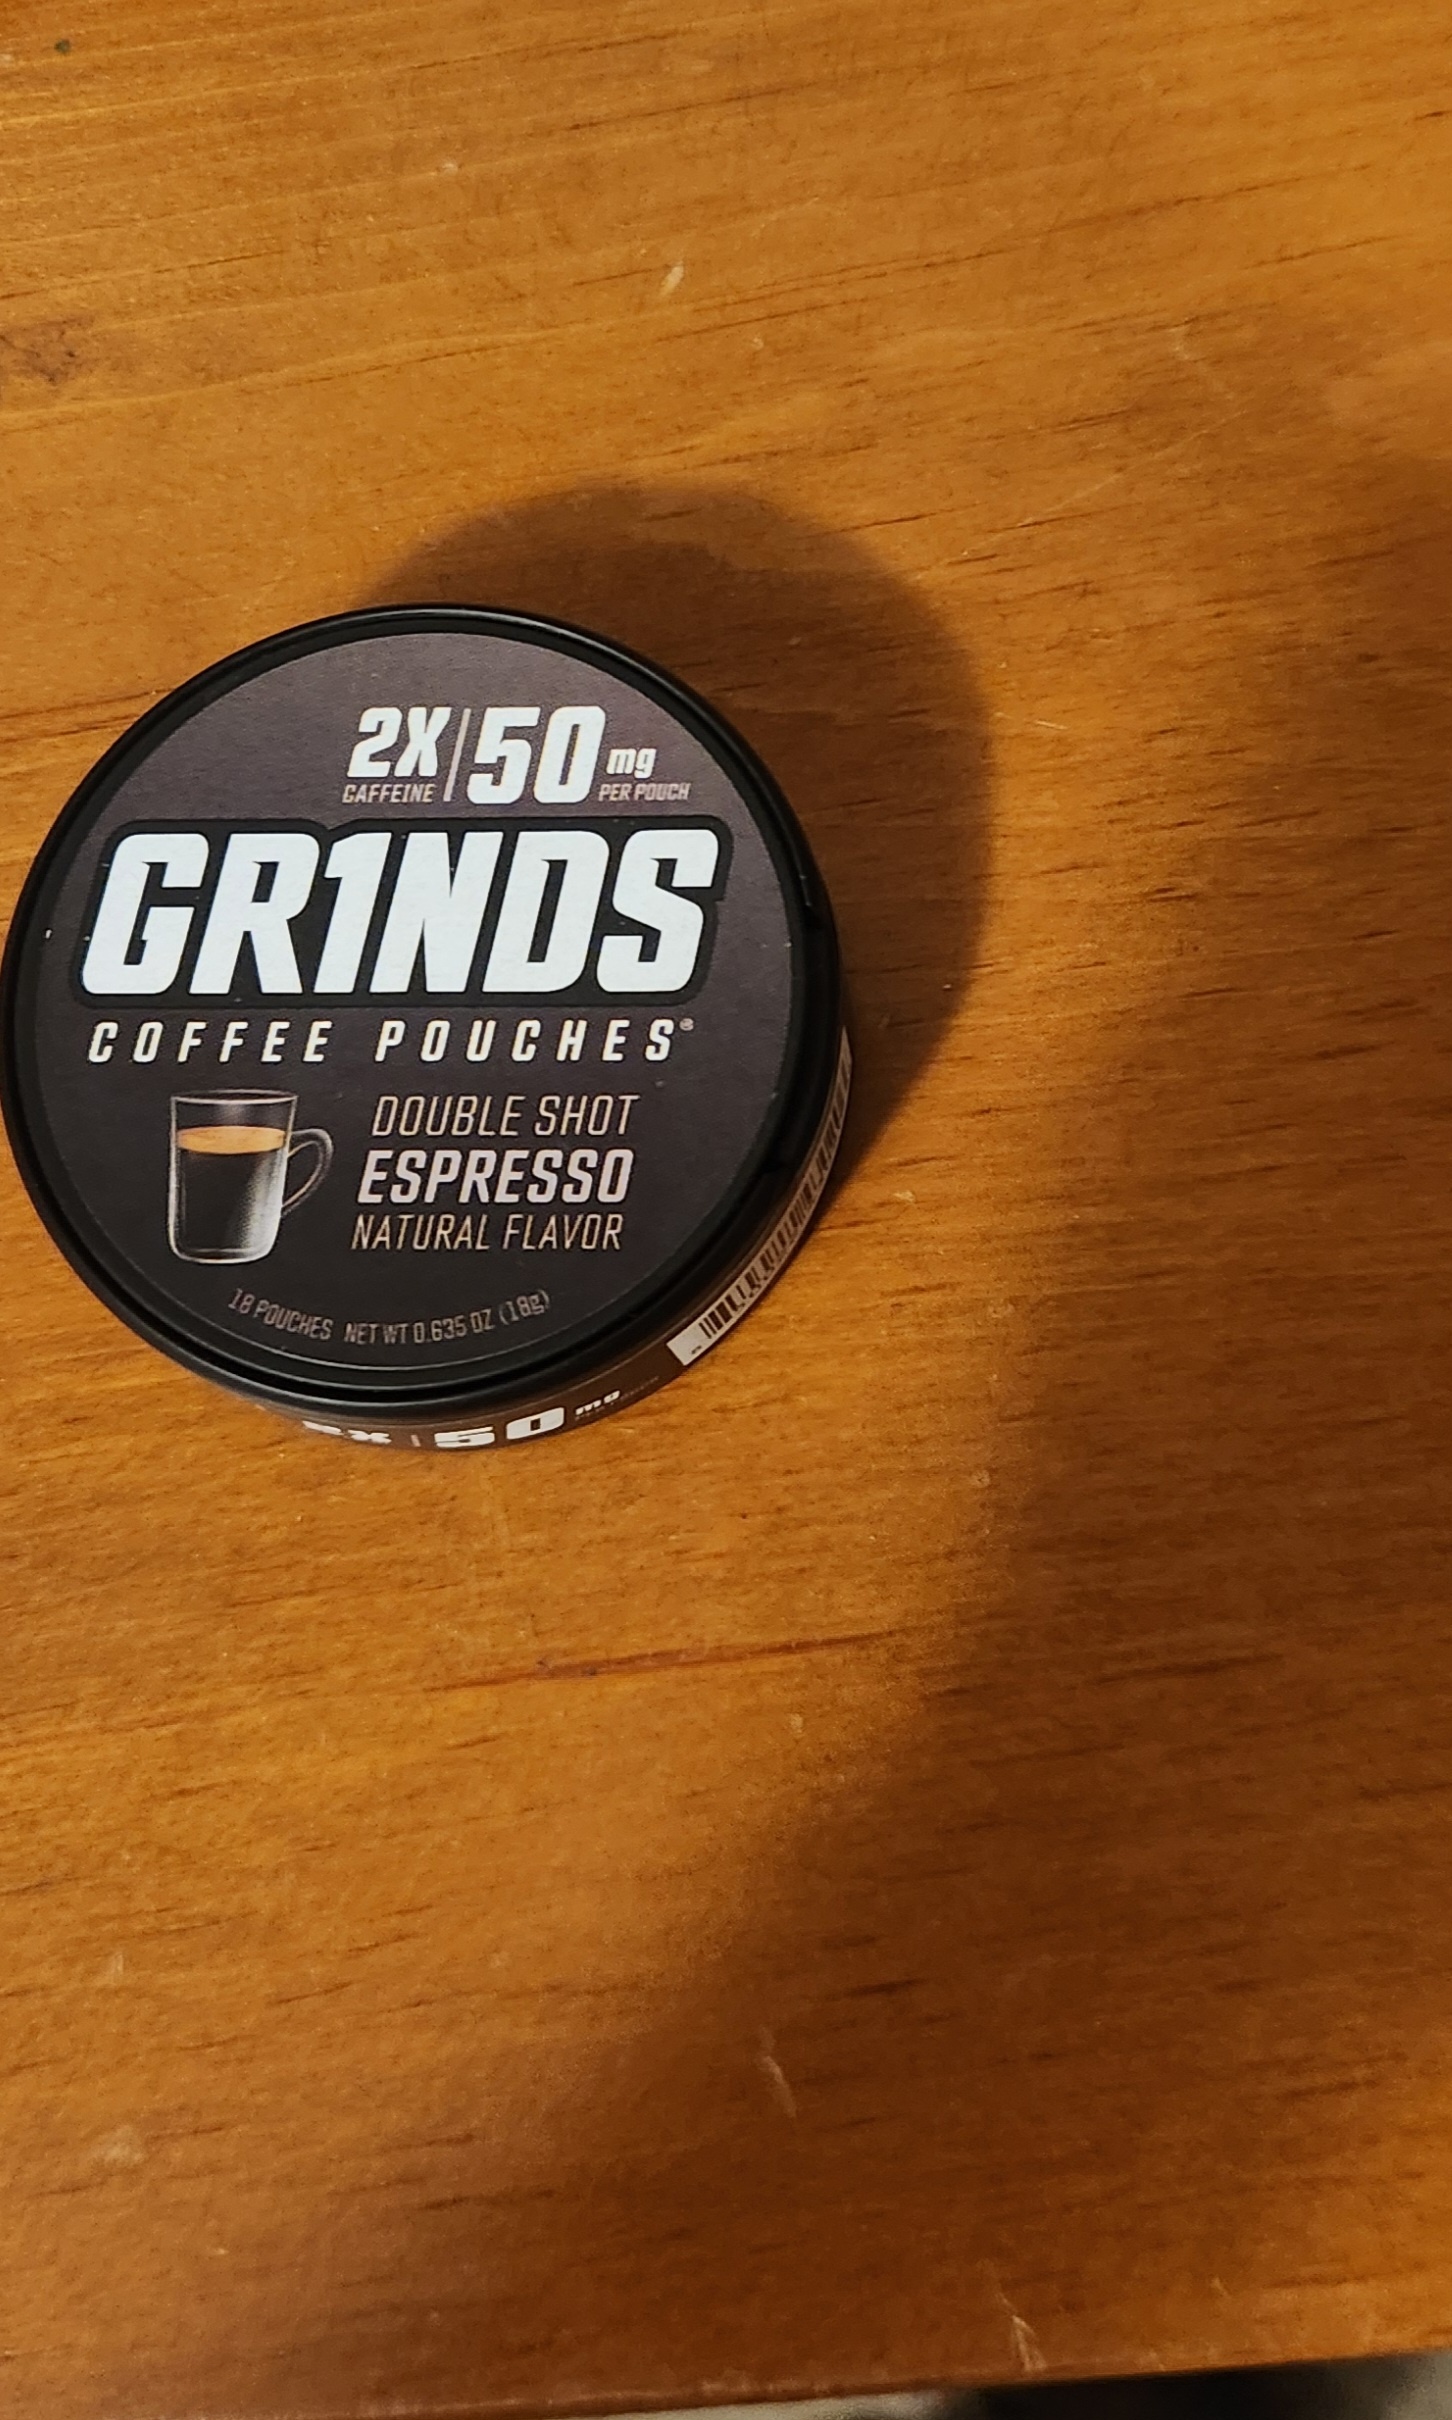 2X | 50 mg
CAFFEINE PER POUCH
GR1NDS
COFFEE POUCHES®
DOUBLE SHOT
ESPRESSO
NATURAL FLAVOR
18 POUCHES NET WT 0.635 OZ (18g)
2X | 50 mg